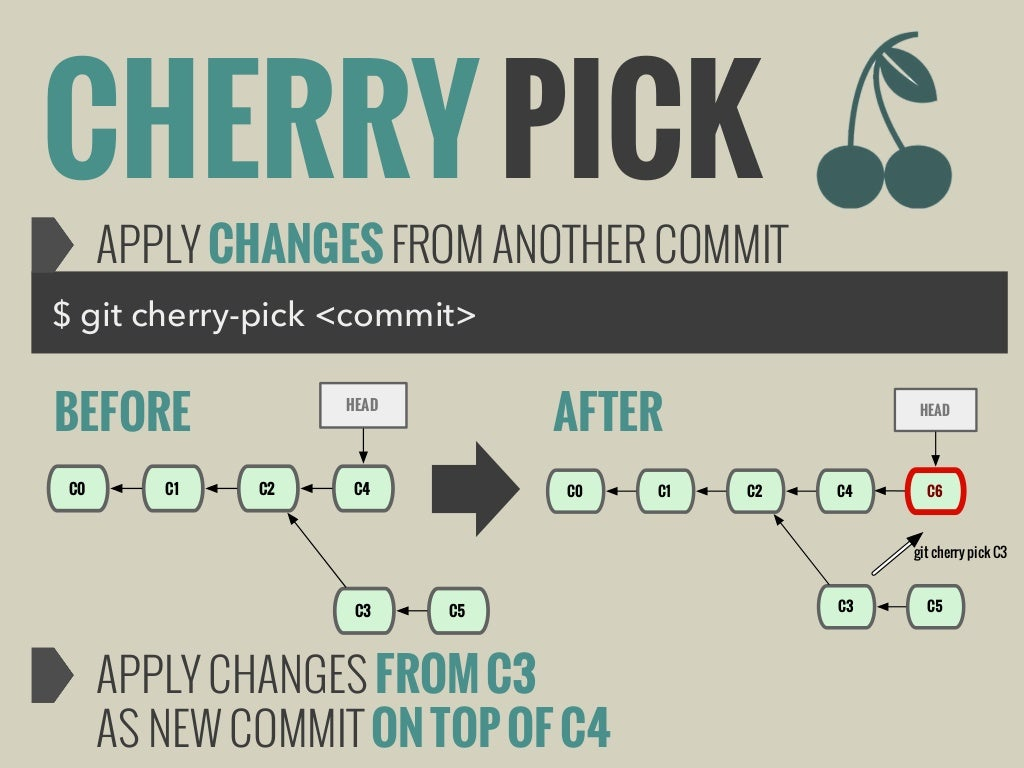 CHERRY PICK
APPLY CHANGES FROM ANOTHER COMMIT
$ git cherry-pick <commit>
BEFORE
HEAD
C0 C1 C2 C4
C3 C5
AFTER
HEAD
C0 C1 C2 C4 C6
git cherry pick C3
C3 C5
APPLY CHANGES FROM C3
AS NEW COMMIT ON TOP OF C4